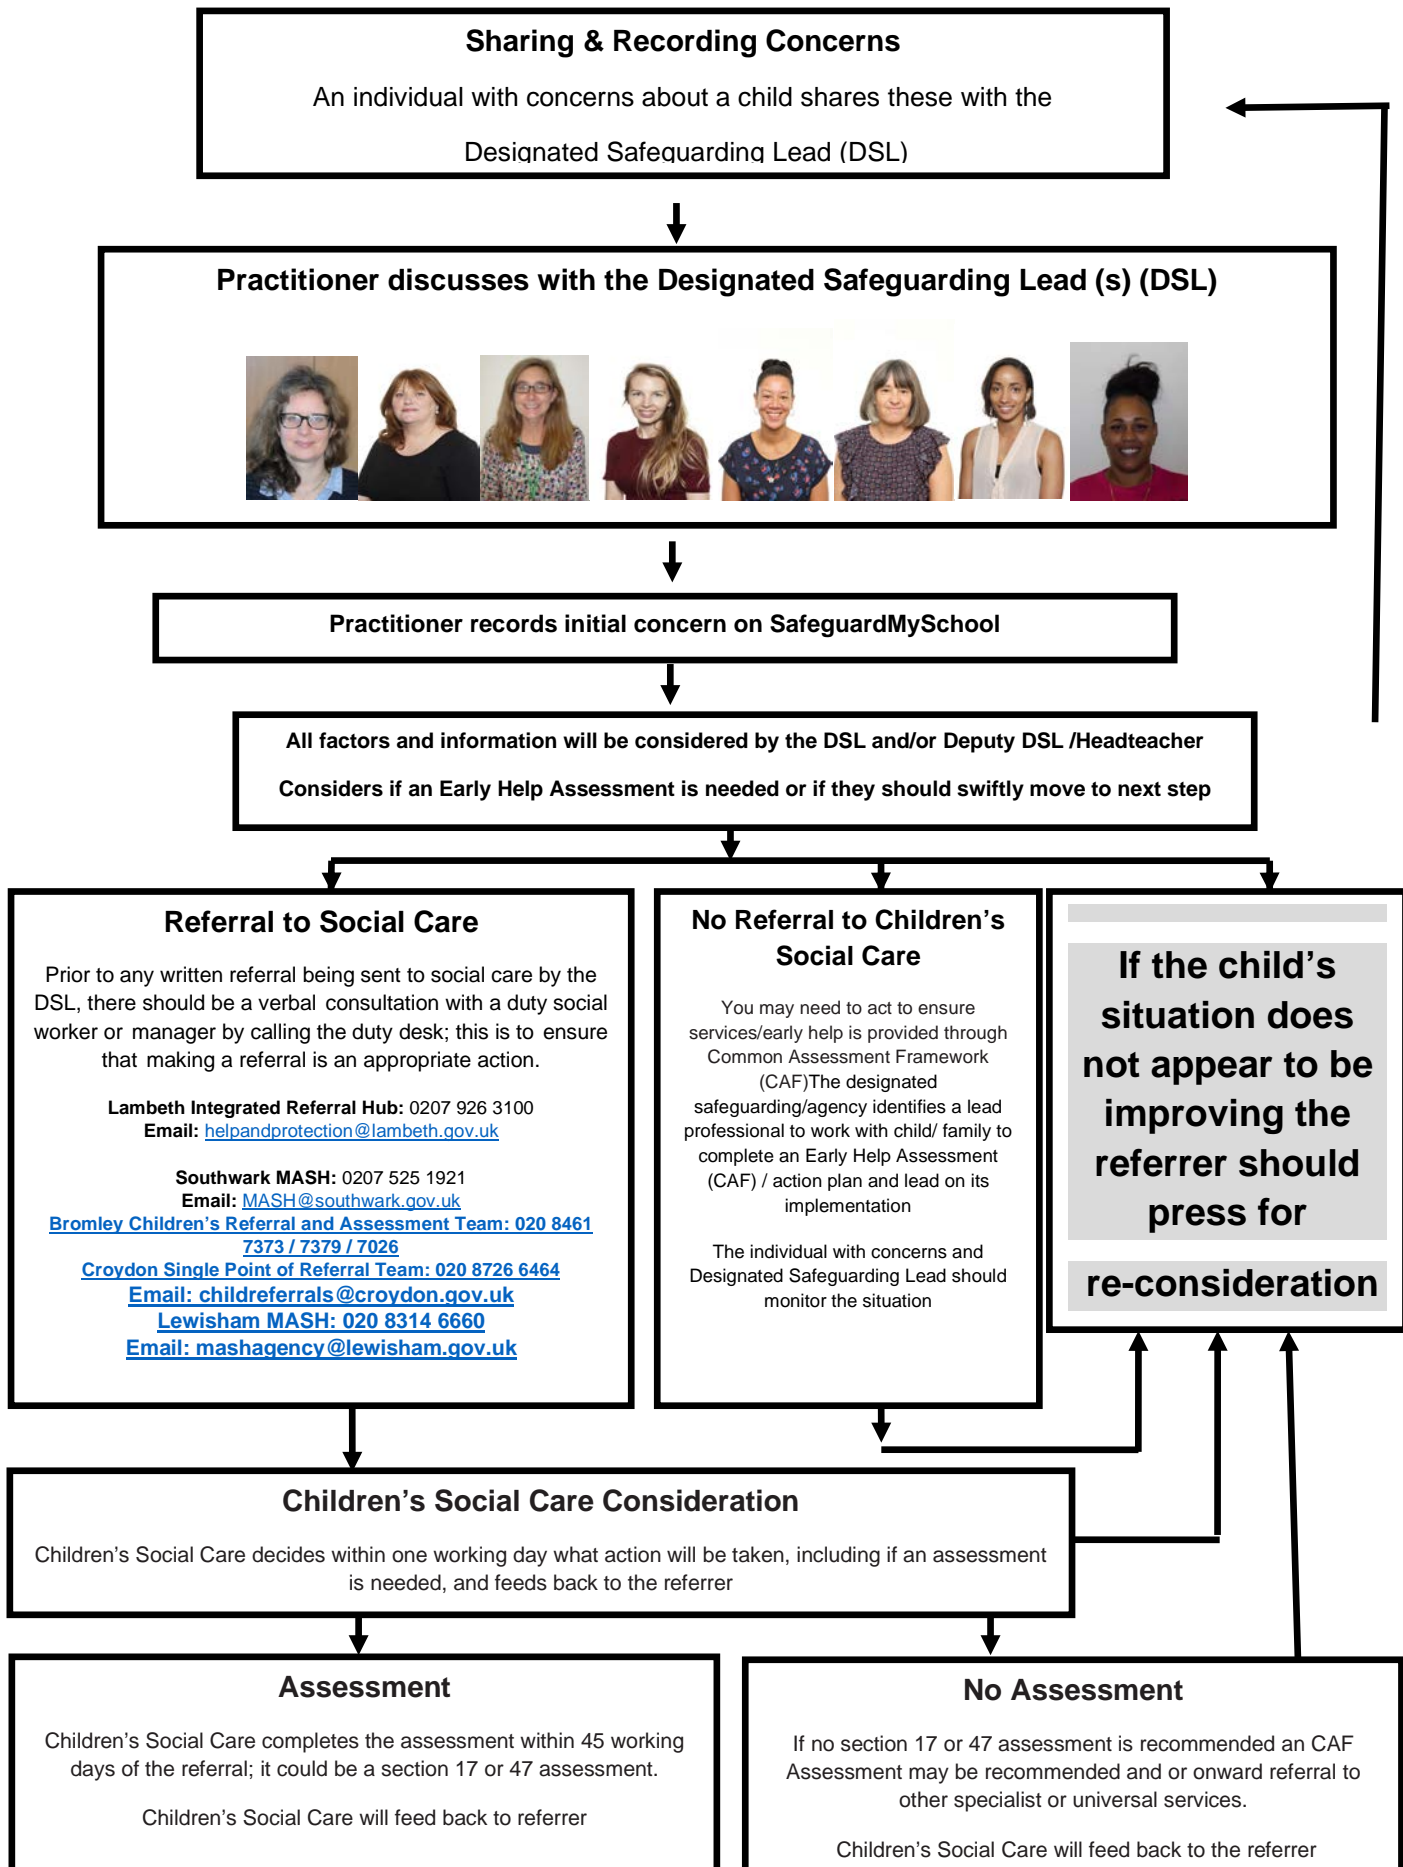 Sharing & Recording Concerns
An individual with concerns about a child shares these with the
Designated Safeguarding Lead (DSL)
Practitioner discusses with the Designated Safeguarding Lead (s) (DSL)
Practitioner records initial concern on SafeguardMySchool
All factors and information will be considered by the DSL and/or Deputy DSL /Headteacher
Considers if an Early Help Assessment is needed or if they should swiftly move to next step
Referral to Social Care
Prior to any written referral being sent to social care by the
DSL, there should be a verbal consultation with a duty social
worker or manager by calling the duty desk; this is to ensure
that making a referral is an appropriate action.
Lambeth Integrated Referral Hub: 0207 926 3100
Email: helpandprotection@lambeth.gov.uk
Southwark MASH: 0207 525 1921
Email: MASH@southwark.gov.uk
Bromley Children’s Referral and Assessment Team: 020 8461
7373 / 7379 / 7026
Croydon Single Point of Referral Team: 020 8726 6464
Email: childreferrals@croydon.gov.uk
Lewisham MASH: 020 8314 6660
Email: mashagency@lewisham.gov.uk
No Referral to Children’s
Social Care
You may need to act to ensure
services/early help is provided through
Common Assessment Framework
(CAF)The designated
safeguarding/agency identifies a lead
professional to work with child/ family to
complete an Early Help Assessment
(CAF) / action plan and lead on its
implementation
The individual with concerns and
Designated Safeguarding Lead should
monitor the situation
If the child’s
situation does
not appear to be
improving the
referrer should
press for
re-consideration
Children’s Social Care Consideration
Children’s Social Care decides within one working day what action will be taken, including if an assessment
is needed, and feeds back to the referrer
Assessment
Children’s Social Care completes the assessment within 45 working
days of the referral; it could be a section 17 or 47 assessment.
Children’s Social Care will feed back to referrer
No Assessment
If no section 17 or 47 assessment is recommended an CAF
Assessment may be recommended and or onward referral to
other specialist or universal services.
Children’s Social Care will feed back to the referrer